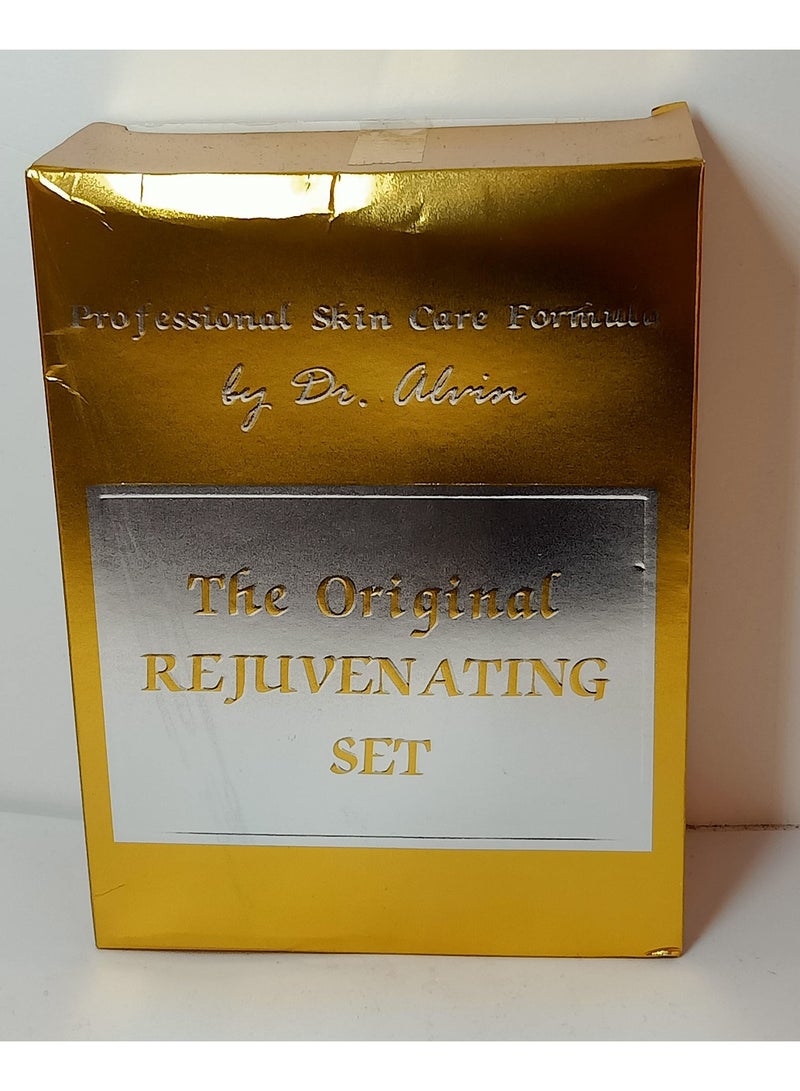 Professional Skin Care Formula
by Dr. Alvin
The Original
REJUVENATING
SET